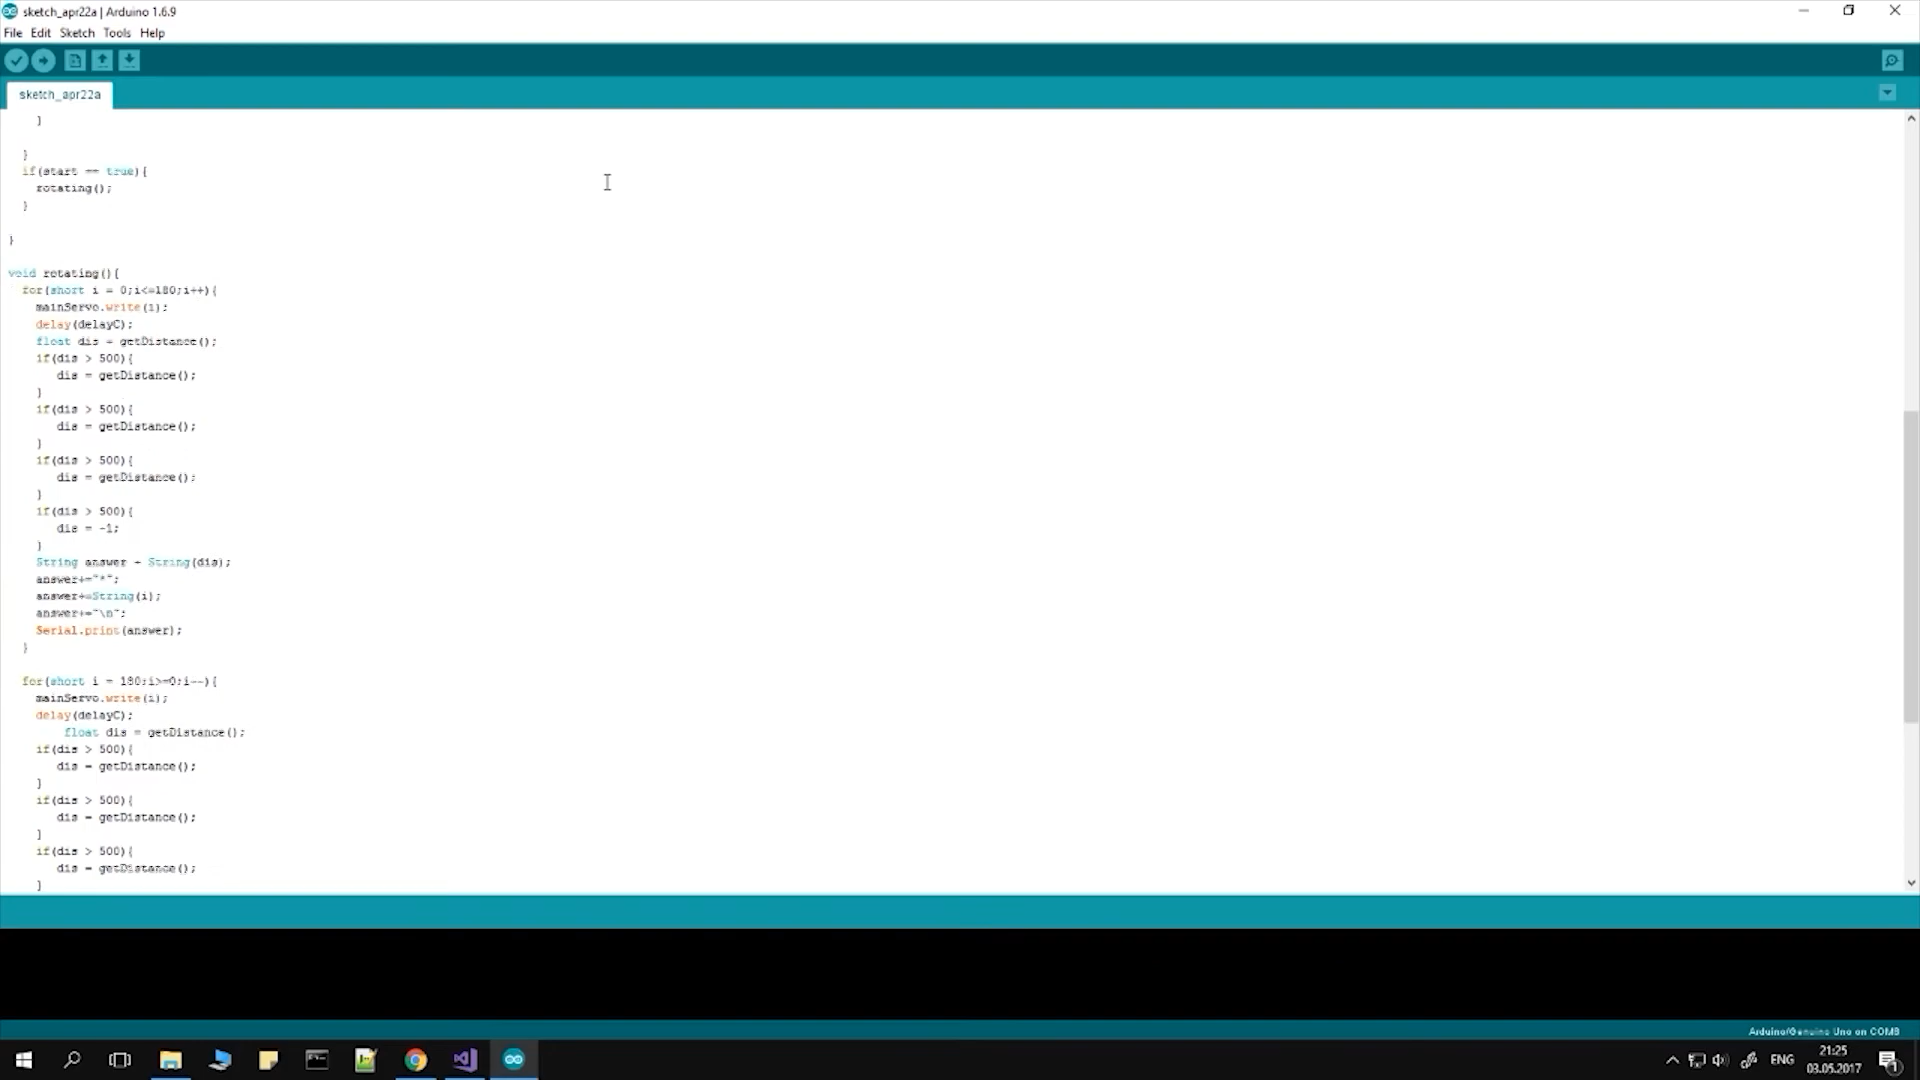 sketch_apr22a | Arduino 1.6.9
File Edit Sketch Tools Help
sketch_apr22a
}
}
if(start == true){
rotating();
}
}
void rotating(){
for(short i = 0;i<=180;i++){
mainServo.write(i);
delay(delayC);
float dis = getDistance();
if(dis > 500){
dis = getDistance();
}
if(dis > 500){
dis = getDistance();
}
if(dis > 500){
dis = getDistance();
}
if(dis > 500){
dis = -1;
}
String answer = String(dis);
answer+="*";
answer+=String(i);
answer+="\n";
Serial.print(answer);
}
for(short i = 180;i>=0;i--){
mainServo.write(i);
delay(delayC);
float dis = getDistance();
if(dis > 500){
dis = getDistance();
}
if(dis > 500){
dis = getDistance();
}
if(dis > 500){
dis = getDistance();
}
Arduino/Genuino Uno on COM8
ENG
21:25
03.05.2017
1